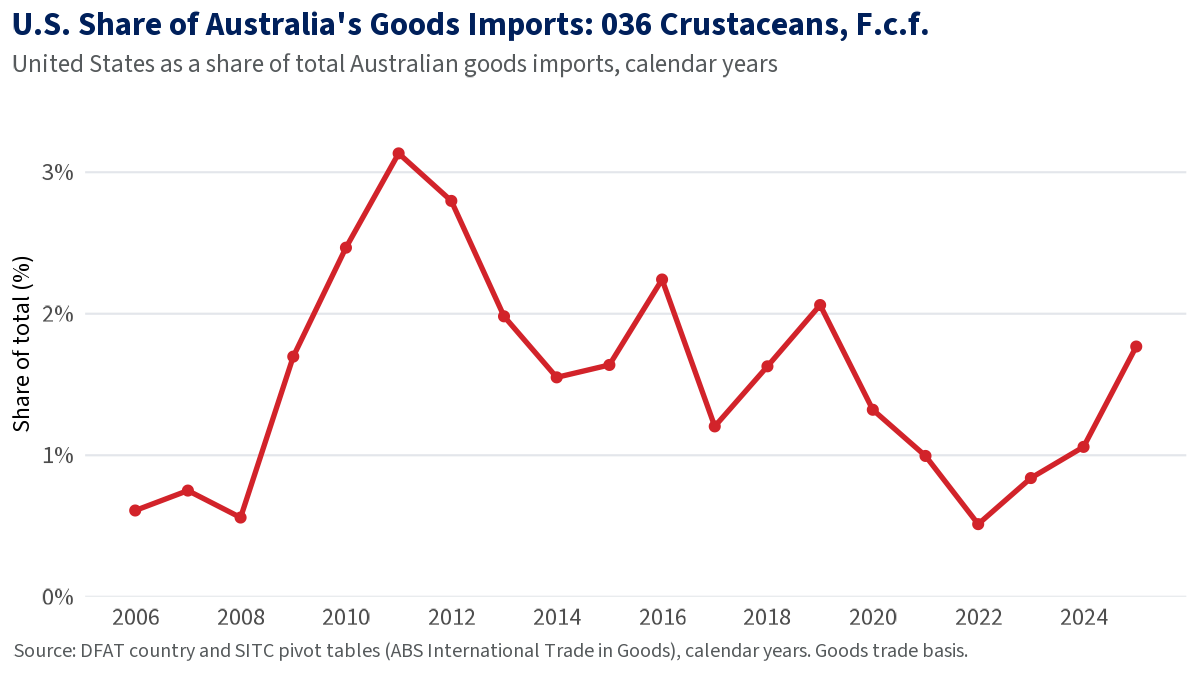 U.S. Share of Australia's Goods Imports: 036 Crustaceans, F.c.f.
United States as a share of total Australian goods imports, calendar years
Share of total (%)
3%
2%
1%
0%
2006 2008 2010 2012 2014 2016 2018 2020 2022 2024
Source: DFAT country and SITC pivot tables (ABS International Trade in Goods), calendar years. Goods trade basis.